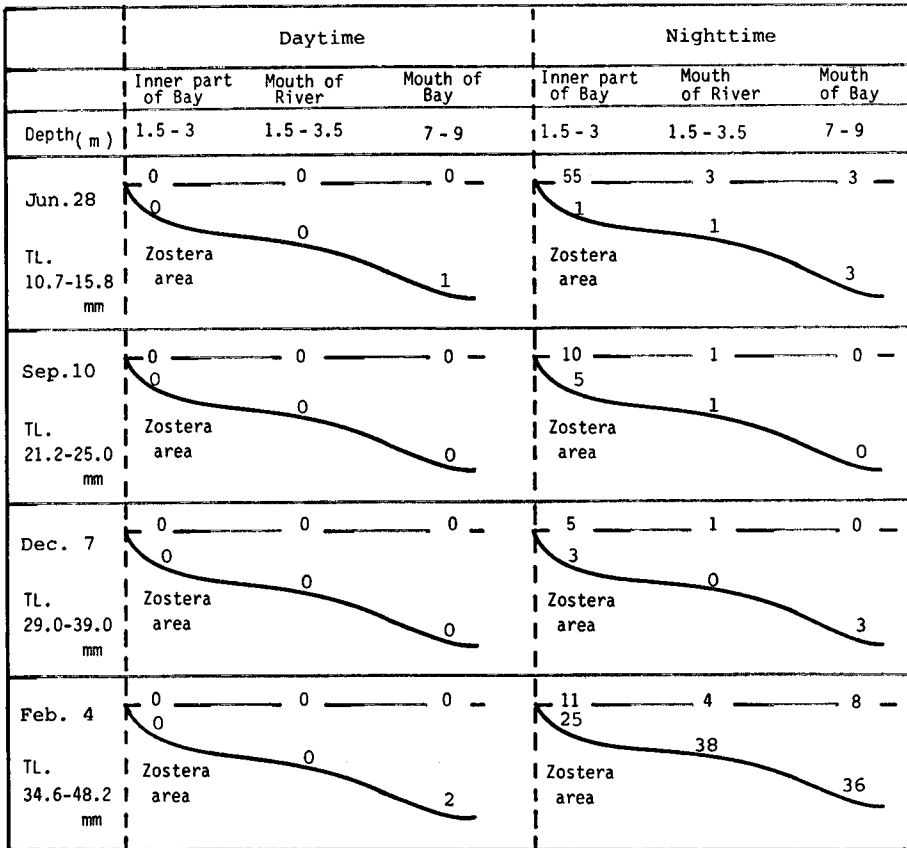 Daytime Nighttime
Inner part of Bay Mouth of River Mouth of Bay Inner part of Bay Mouth of River Mouth of Bay
Depth(m) 1.5-3 1.5-3.5 7-9 1.5-3 1.5-3.5 7-9
0 0 0 55 3 3
Jun.28
0 1
0 1
TL. Zostera Zostera
10.7-15.8 area 1 area 3
mm
0 0 0 10 1 0
Sep.10
0 5
0 1
TL. Zostera Zostera
21.2-25.0 area 0 area 0
mm
0 0 0 5 1 0
Dec. 7
0 3
0 0
TL. Zostera Zostera
29.0-39.0 area 0 area 3
mm
0 0 0 11 4 8
Feb. 4
0 25
0 38
TL. Zostera Zostera
34.6-48.2 area 2 area 36
mm